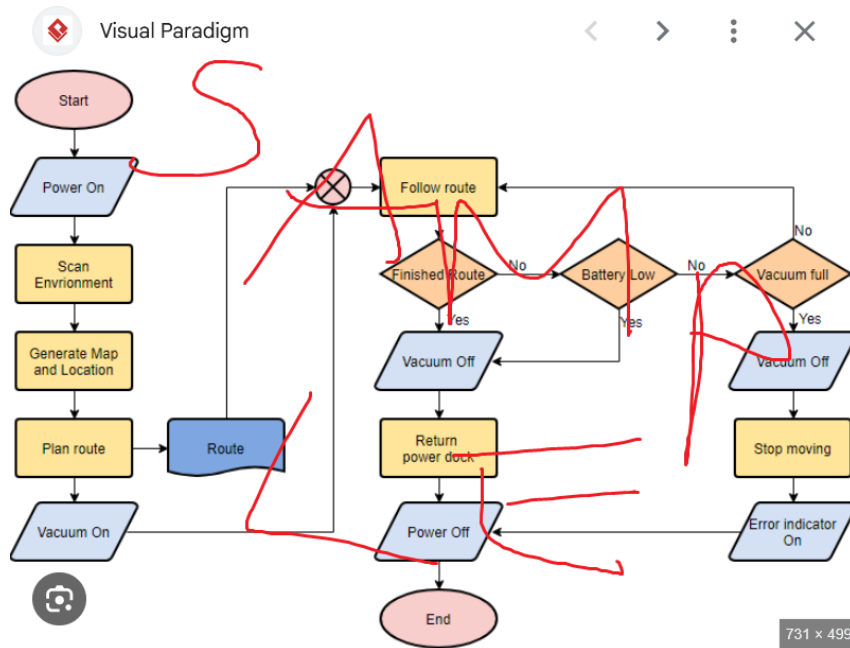 Visual Paradigm
Start
Power On
Scan
Envrionment
Generate Map
and Location
Plan route
Route
Vacuum On
Follow route
Finished Route
No
Battery Low
No
Vacuum full
No
Yes
Yes
Yes
Vacuum Off
Vacuum Off
Return
power dock
Stop moving
Power Off
Error indicator
On
End
SAMPLE
731 × 499